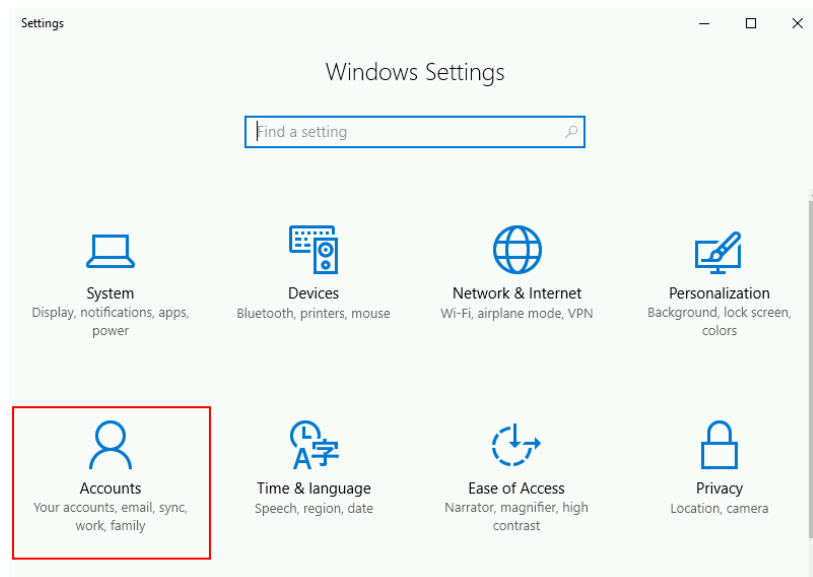 Settings
Windows Settings
Find a setting
System
Display, notifications, apps,
power
Devices
Bluetooth, printers, mouse
Network & Internet
Wi-Fi, airplane mode, VPN
Personalization
Background, lock screen,
colors
Accounts
Your accounts, email, sync,
work, family
A字
Time & language
Speech, region, date
Ease of Access
Narrator, magnifier, high
contrast
Privacy
Location, camera